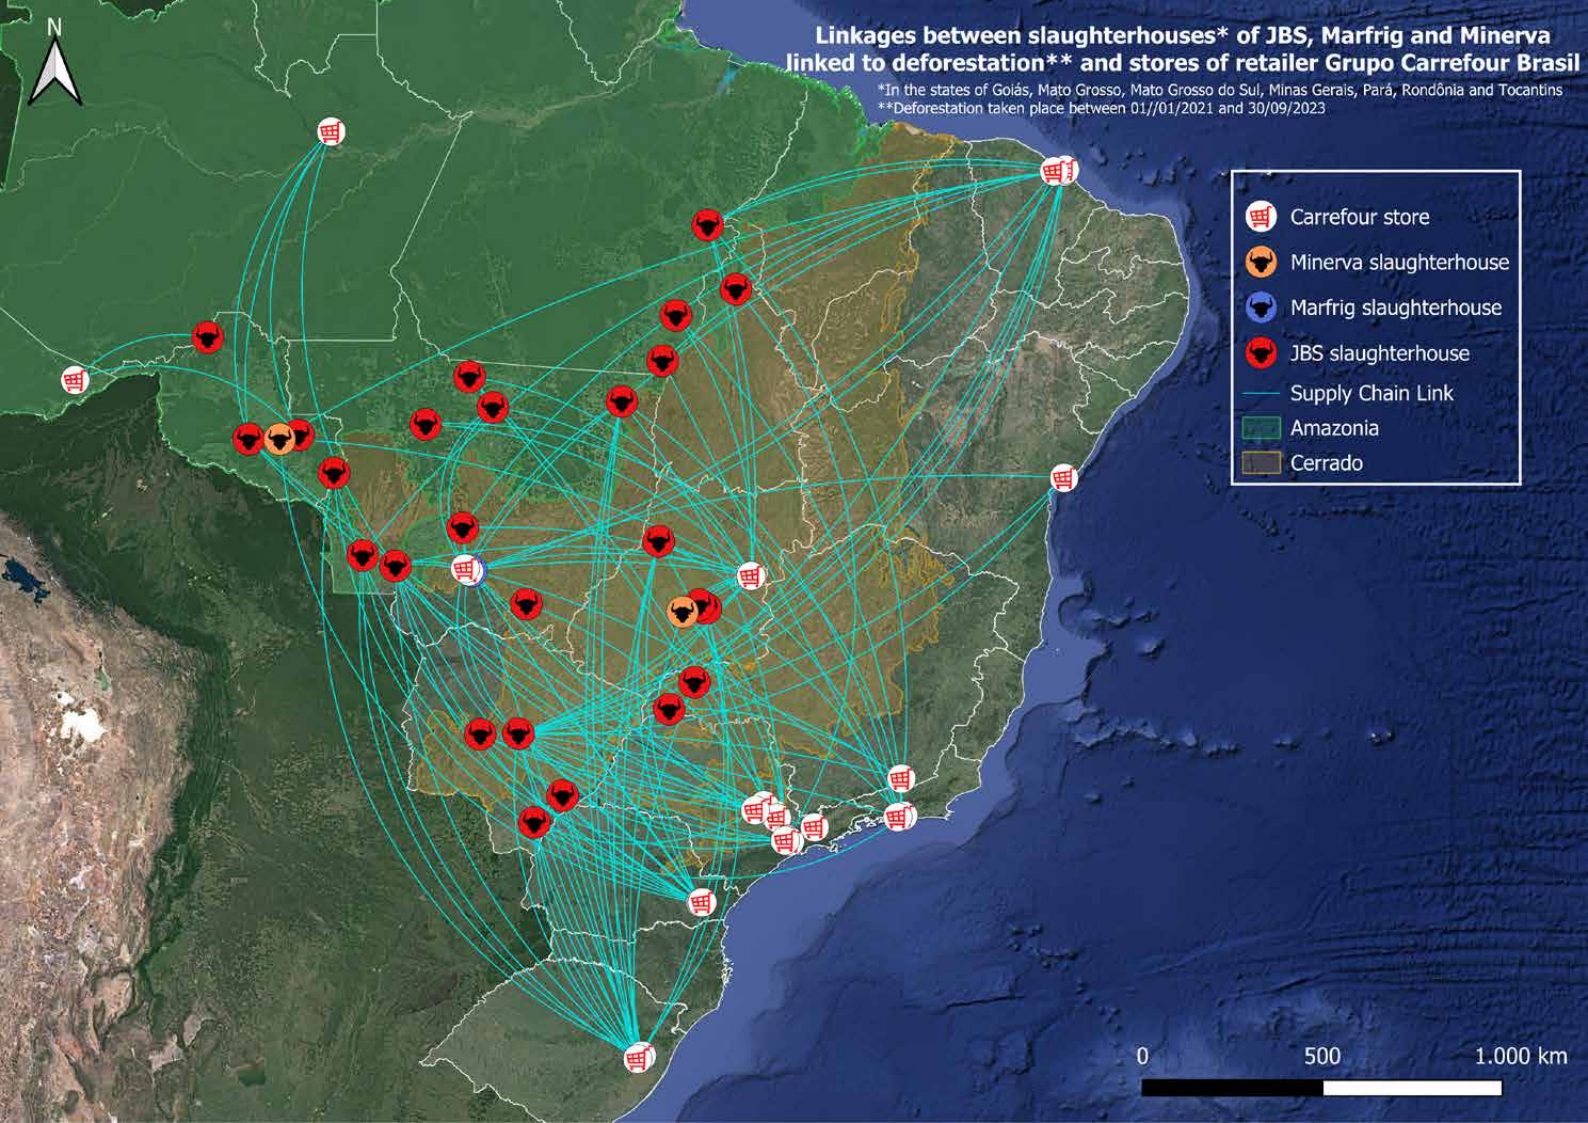 N
Linkages between slaughterhouses* of JBS, Marfrig and Minerva
linked to deforestation** and stores of retailer Grupo Carrefour Brasil
*In the states of Goiás, Mato Grosso, Mato Grosso do Sul, Minas Gerais, Pará, Rondônia and Tocantins
**Deforestation taken place between 01//01/2021 and 30/09/2023
Carrefour store
Minerva slaughterhouse
Marfrig slaughterhouse
JBS slaughterhouse
Supply Chain Link
Amazonia
Cerrado
0 500 1.000 km